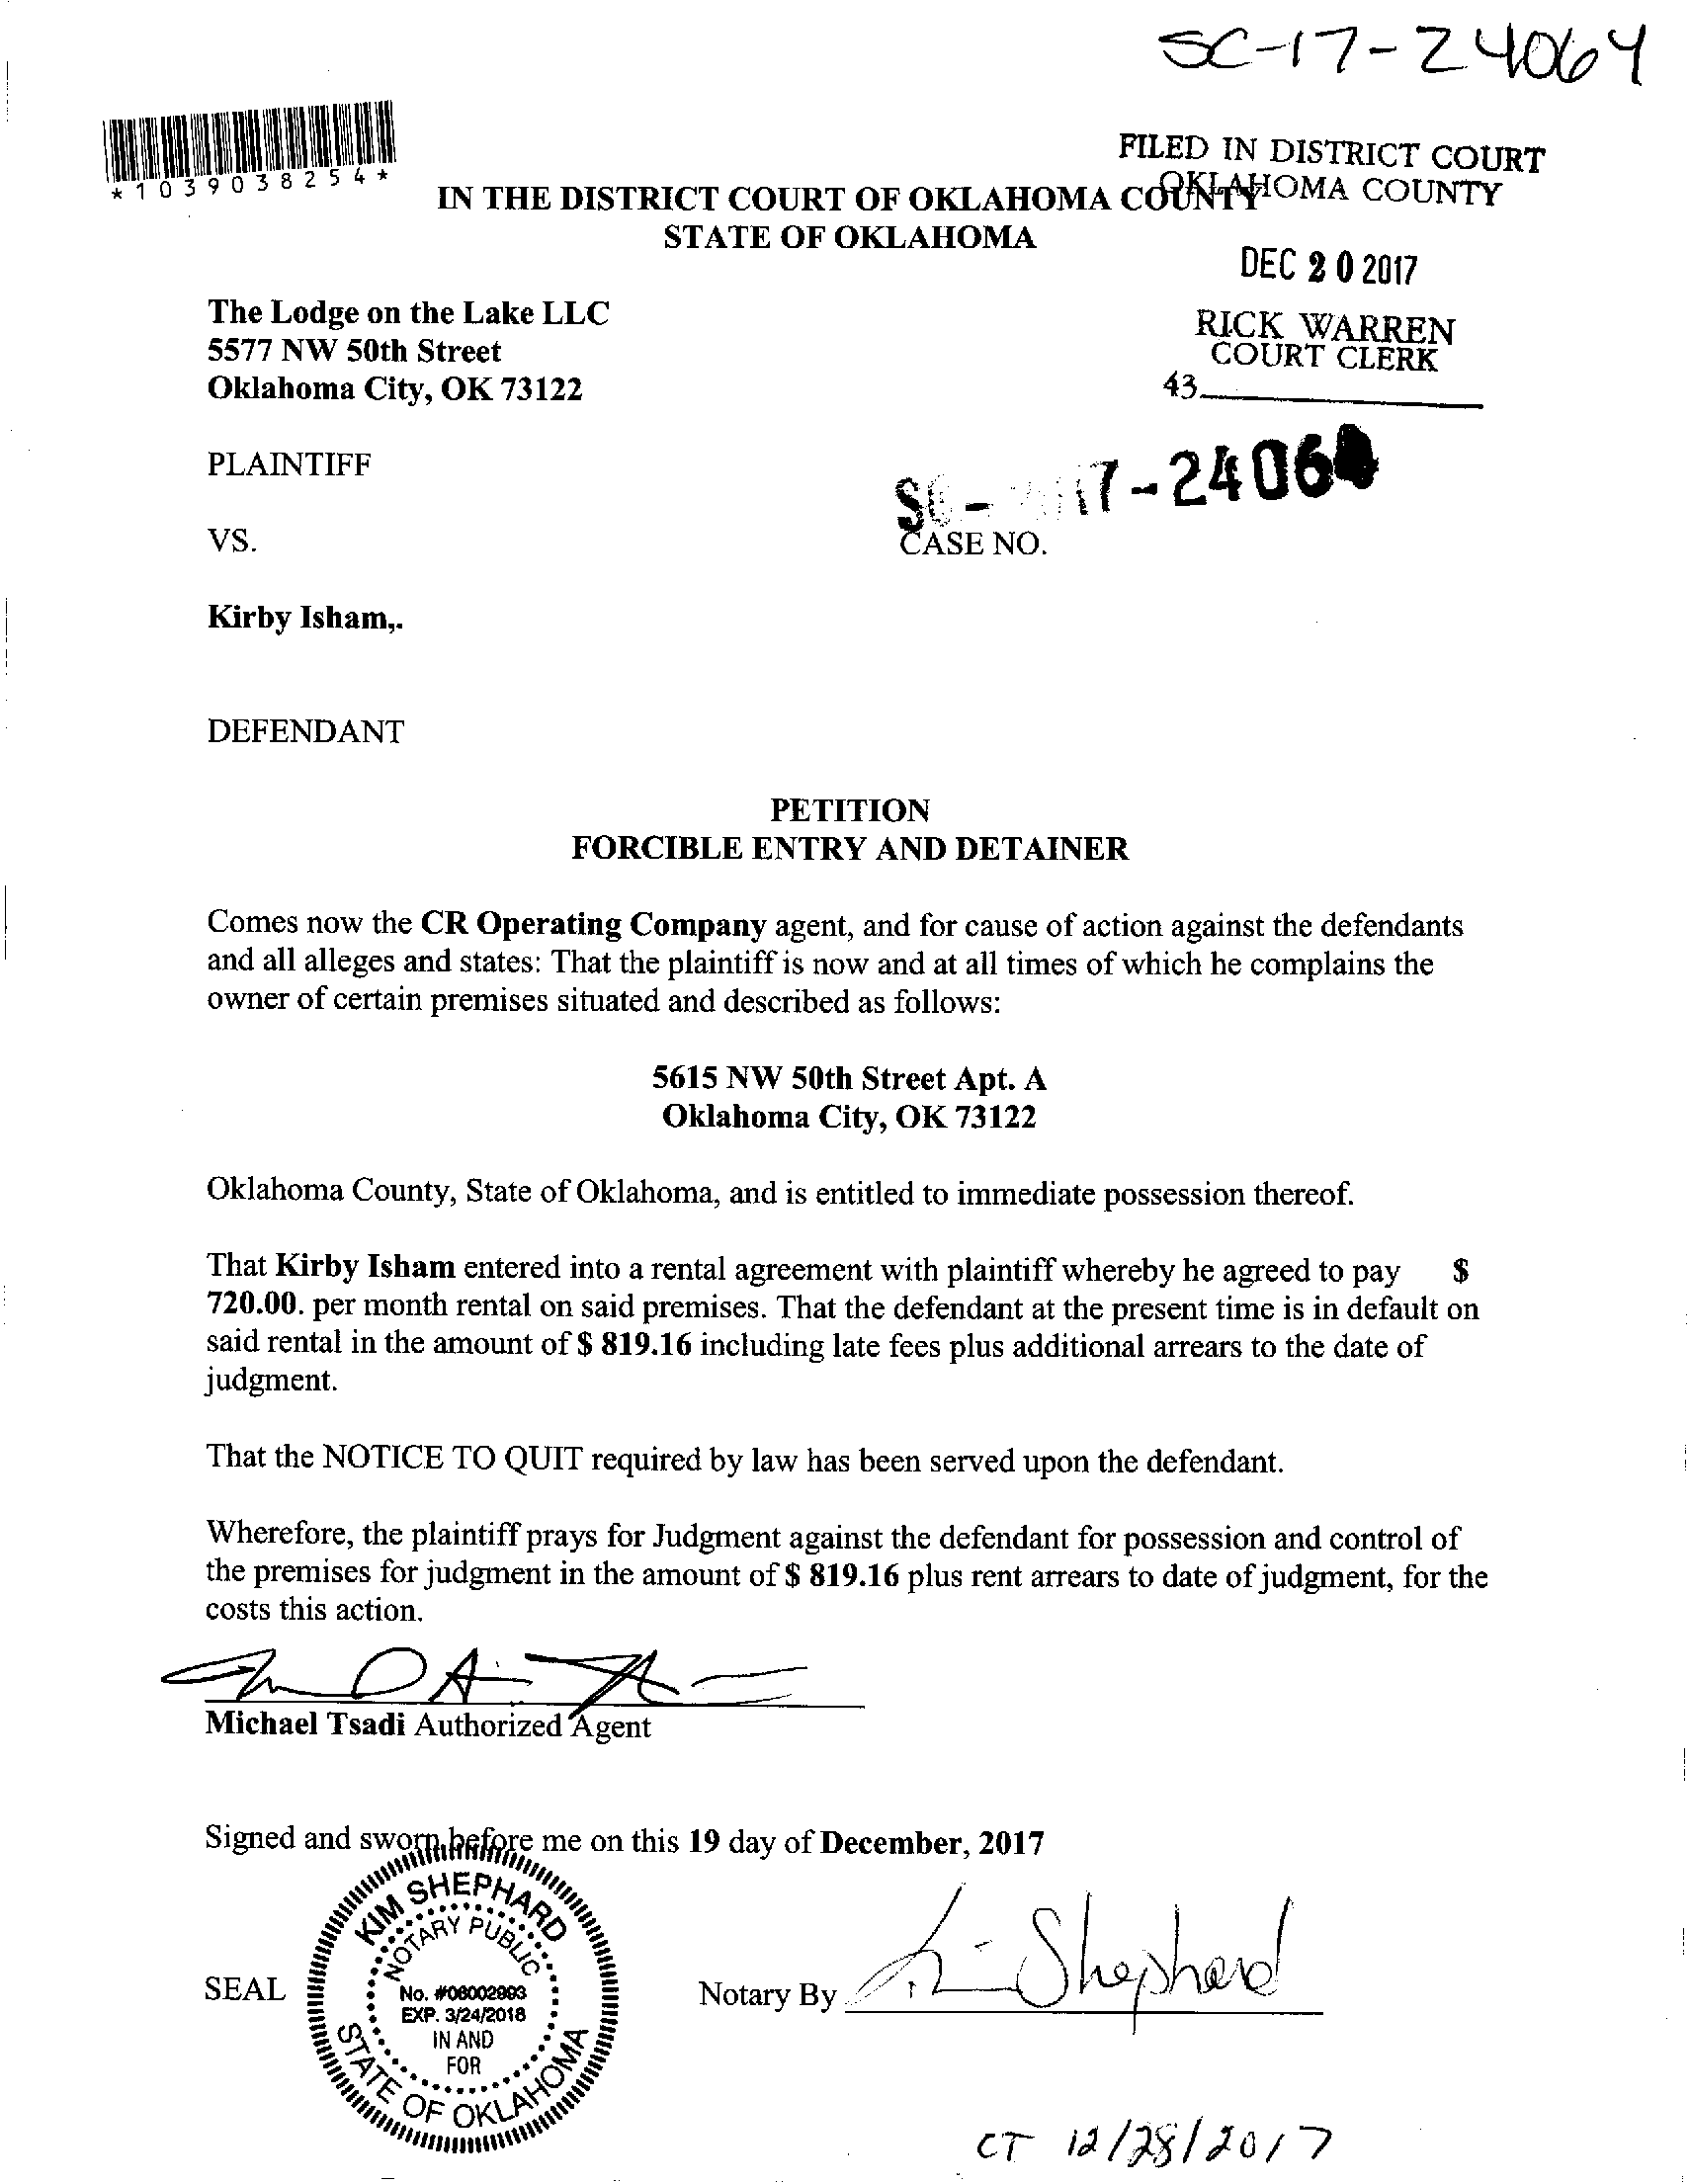 SC-17-24064
*1039038254*
FILED IN DISTRICT COURT
OKLAHOMA COUNTY
IN THE DISTRICT COURT OF OKLAHOMA COUNTY
STATE OF OKLAHOMA
DEC 20 2017
The Lodge on the Lake LLC
5577 NW 50th Street
Oklahoma City, OK 73122
RICK WARREN
COURT CLERK
43
PLAINTIFF
17-24064
VS.
CASE NO.
Kirby Isham,.
DEFENDANT
PETITION
FORCIBLE ENTRY AND DETAINER
Comes now the CR Operating Company agent, and for cause of action against the defendants
and all alleges and states: That the plaintiff is now and at all times of which he complains the
owner of certain premises situated and described as follows:
5615 NW 50th Street Apt. A
Oklahoma City, OK 73122
Oklahoma County, State of Oklahoma, and is entitled to immediate possession thereof.
That Kirby Isham entered into a rental agreement with plaintiff whereby he agreed to pay $
720.00. per month rental on said premises. That the defendant at the present time is in default on
said rental in the amount of $ 819.16 including late fees plus additional arrears to the date of
judgment.
That the NOTICE TO QUIT required by law has been served upon the defendant.
Wherefore, the plaintiff prays for Judgment against the defendant for possession and control of
the premises for judgment in the amount of $ 819.16 plus rent arrears to date of judgment, for the
costs this action.
Michael Tsadi Authorized Agent
Signed and sworn before me on this 19 day of December, 2017
KIM SHEPHARD
NOTARY PUBLIC
No. #06002993
EXP. 3/24/2018
IN AND
FOR
STATE OF OKLAHOMA
SEAL
Notary By Shephard
CT 12/28/2017